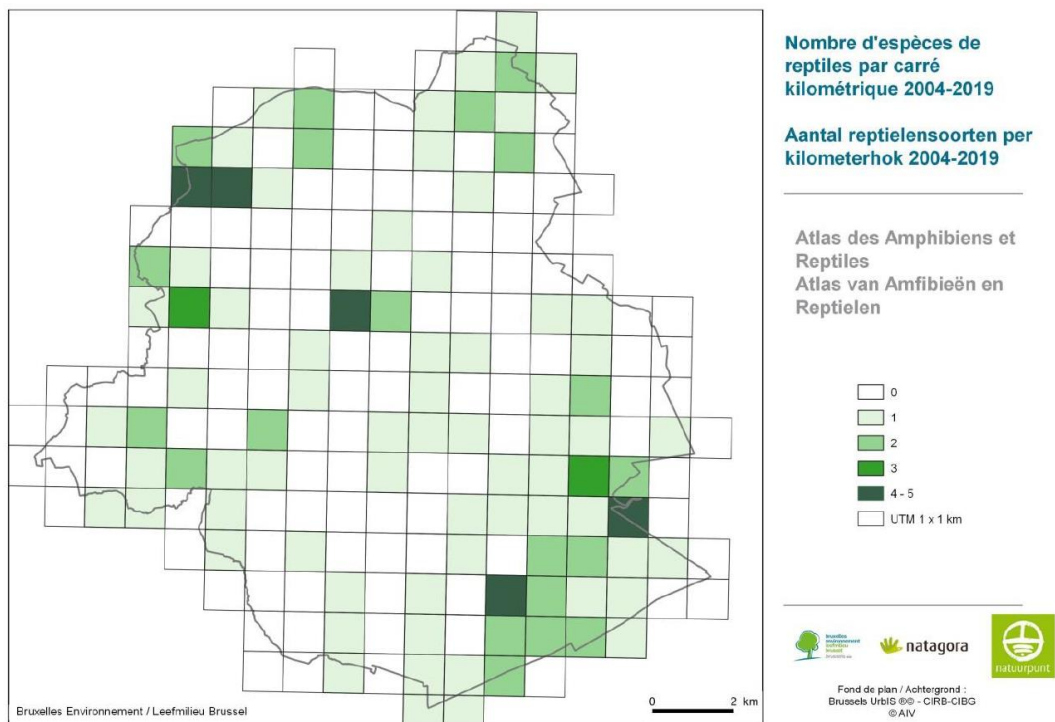 Nombre d'espèces de
reptiles par carré
kilométrique 2004-2019
Aantal reptielensoorten per
kilometerhok 2004-2019
Atlas des Amphibiens et
Reptiles
Atlas van Amfibieën en
Reptielen
0
1
2
3
4 - 5
UTM 1 x 1 km
natagora
natuurpunt
Fond de plan / Achtergrond :
Brussels UrbIS ®© - CIRB-CIBG
© AIV
0 2 km
Bruxelles Environnement / Leefmilieu Brussel